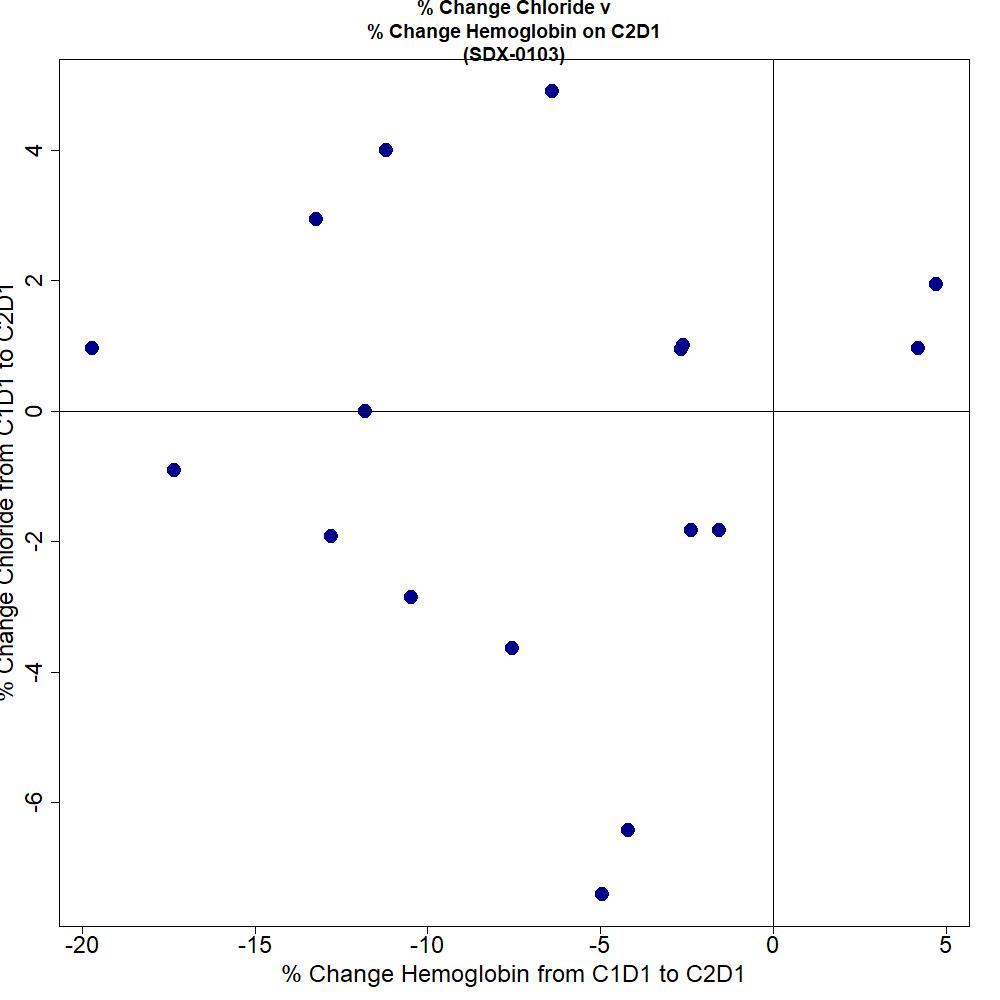 % Change Chloride v
% Change Hemoglobin on C2D1
(SDX-0103)
% Change Chloride from C1D1 to C2D1
4
2
0
-2
-4
-6
-20
-15
-10
-5
0
5
% Change Hemoglobin from C1D1 to C2D1